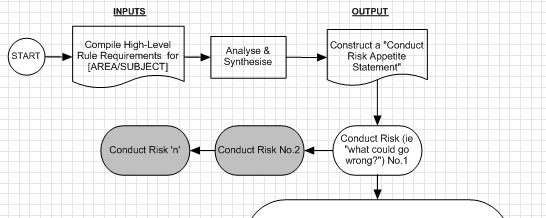 INPUTS
OUTPUT
START
Compile High-Level
Rule Requirements for
[AREA/SUBJECT]
Analyse &
Synthesise
Construct a "Conduct
Risk Appetite
Statement"
Conduct Risk 'n'
Conduct Risk No.2
Conduct Risk (ie
"what could go
wrong?") No.1